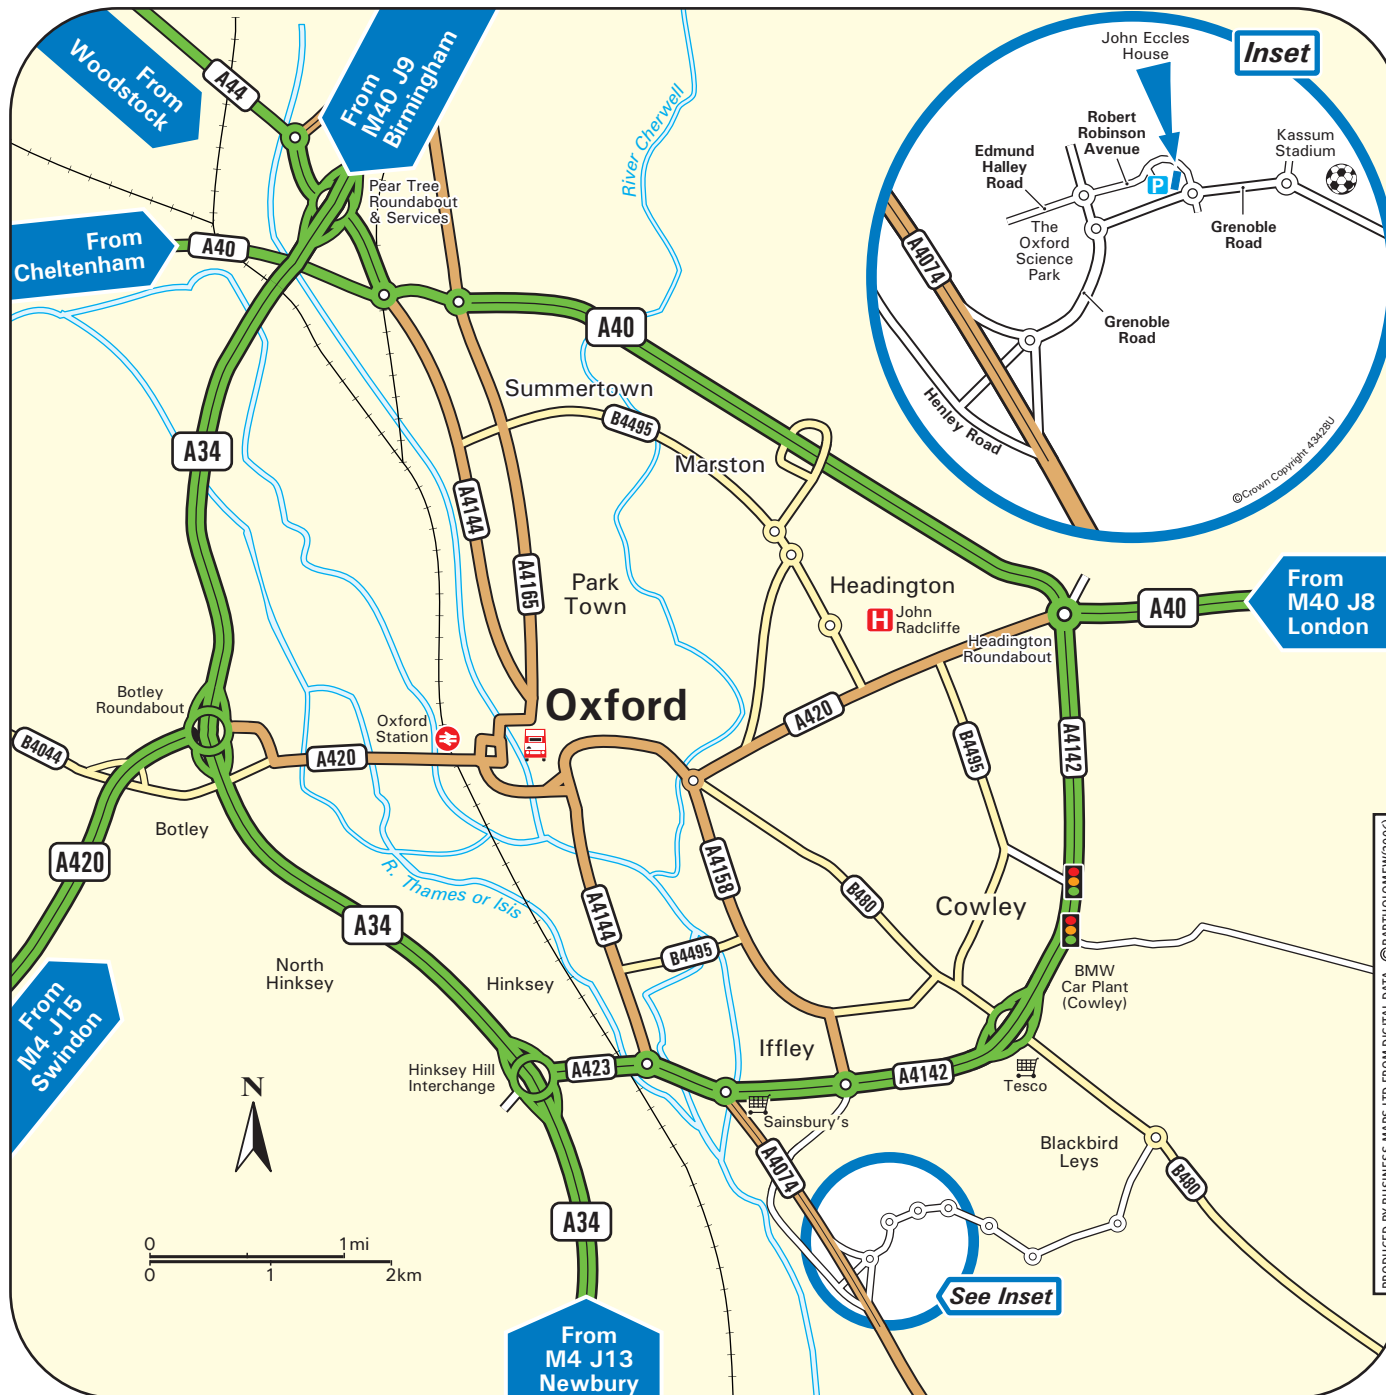 From
Woodstock
A44
From
M40 J9
Birmingham
River Cherwell
Pear Tree
Roundabout
& Services
From
Cheltenham
A40
A40
Summertown
B4495
Marston
A34
A4144
A4165
Park
Town
Headington
H
John
Radcliffe
Headington
Roundabout
A40
From
M40 J8
London
Inset
John Eccles
House
Robert
Robinson
Avenue
Edmund
Halley
Road
Kassum
Stadium
P
The
Oxford
Science
Park
Grenoble
Road
A4074
Grenoble
Road
Henley Road
©Crown Copyright 43428U
Botley
Roundabout
Oxford
Station
Oxford
A420
B4044
A420
B4495
A4142
Botley
A420
A34
R. Thames or Isis
A4158
B480
A4144
Cowley
B4495
North
Hinksey
Hinksey
BMW
Car Plant
(Cowley)
From
M4 J15
Swindon
Hinksey Hill
Interchange
A423
Iffley
A4142
Tesco
Sainsbury's
N
A4074
Blackbird
Leys
B480
A34
0
1mi
0
1
2km
See Inset
From
M4 J13
Newbury